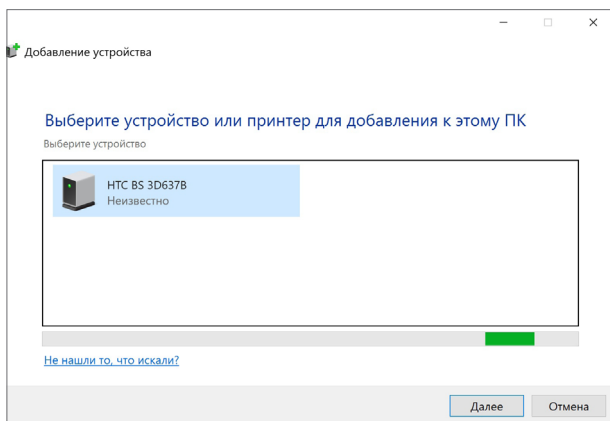 Добавление устройства
Выберите устройство или принтер для добавления к этому ПК
Выберите устройство
HTC BS 3D637B
Неизвестно
Не нашли то, что искали?
Далее
Отмена